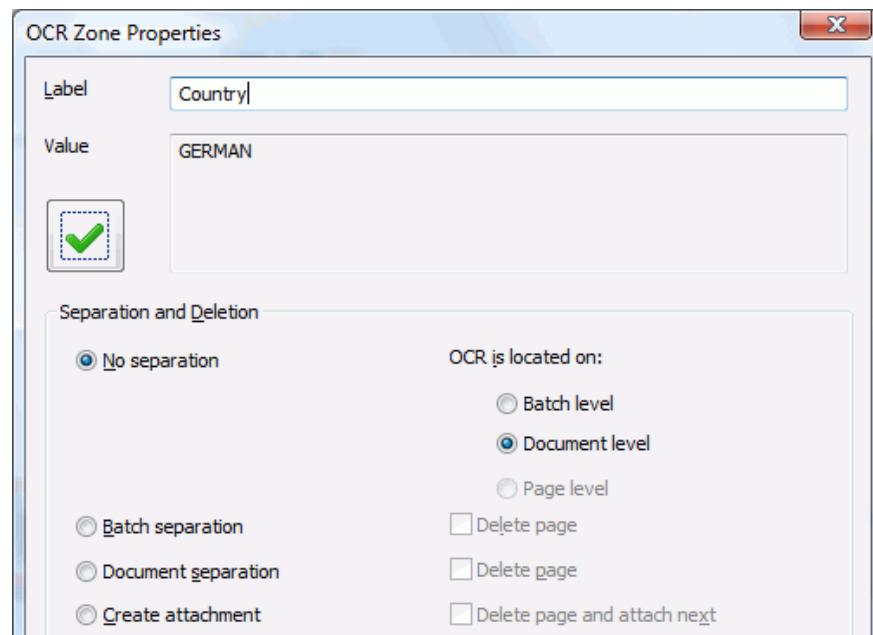 OCR Zone Properties
Label Country
Value GERMAN
Separation and Deletion
No separation OCR is located on:
Batch level
Document level
Page level
Batch separation Delete page
Document separation Delete page
Create attachment Delete page and attach next